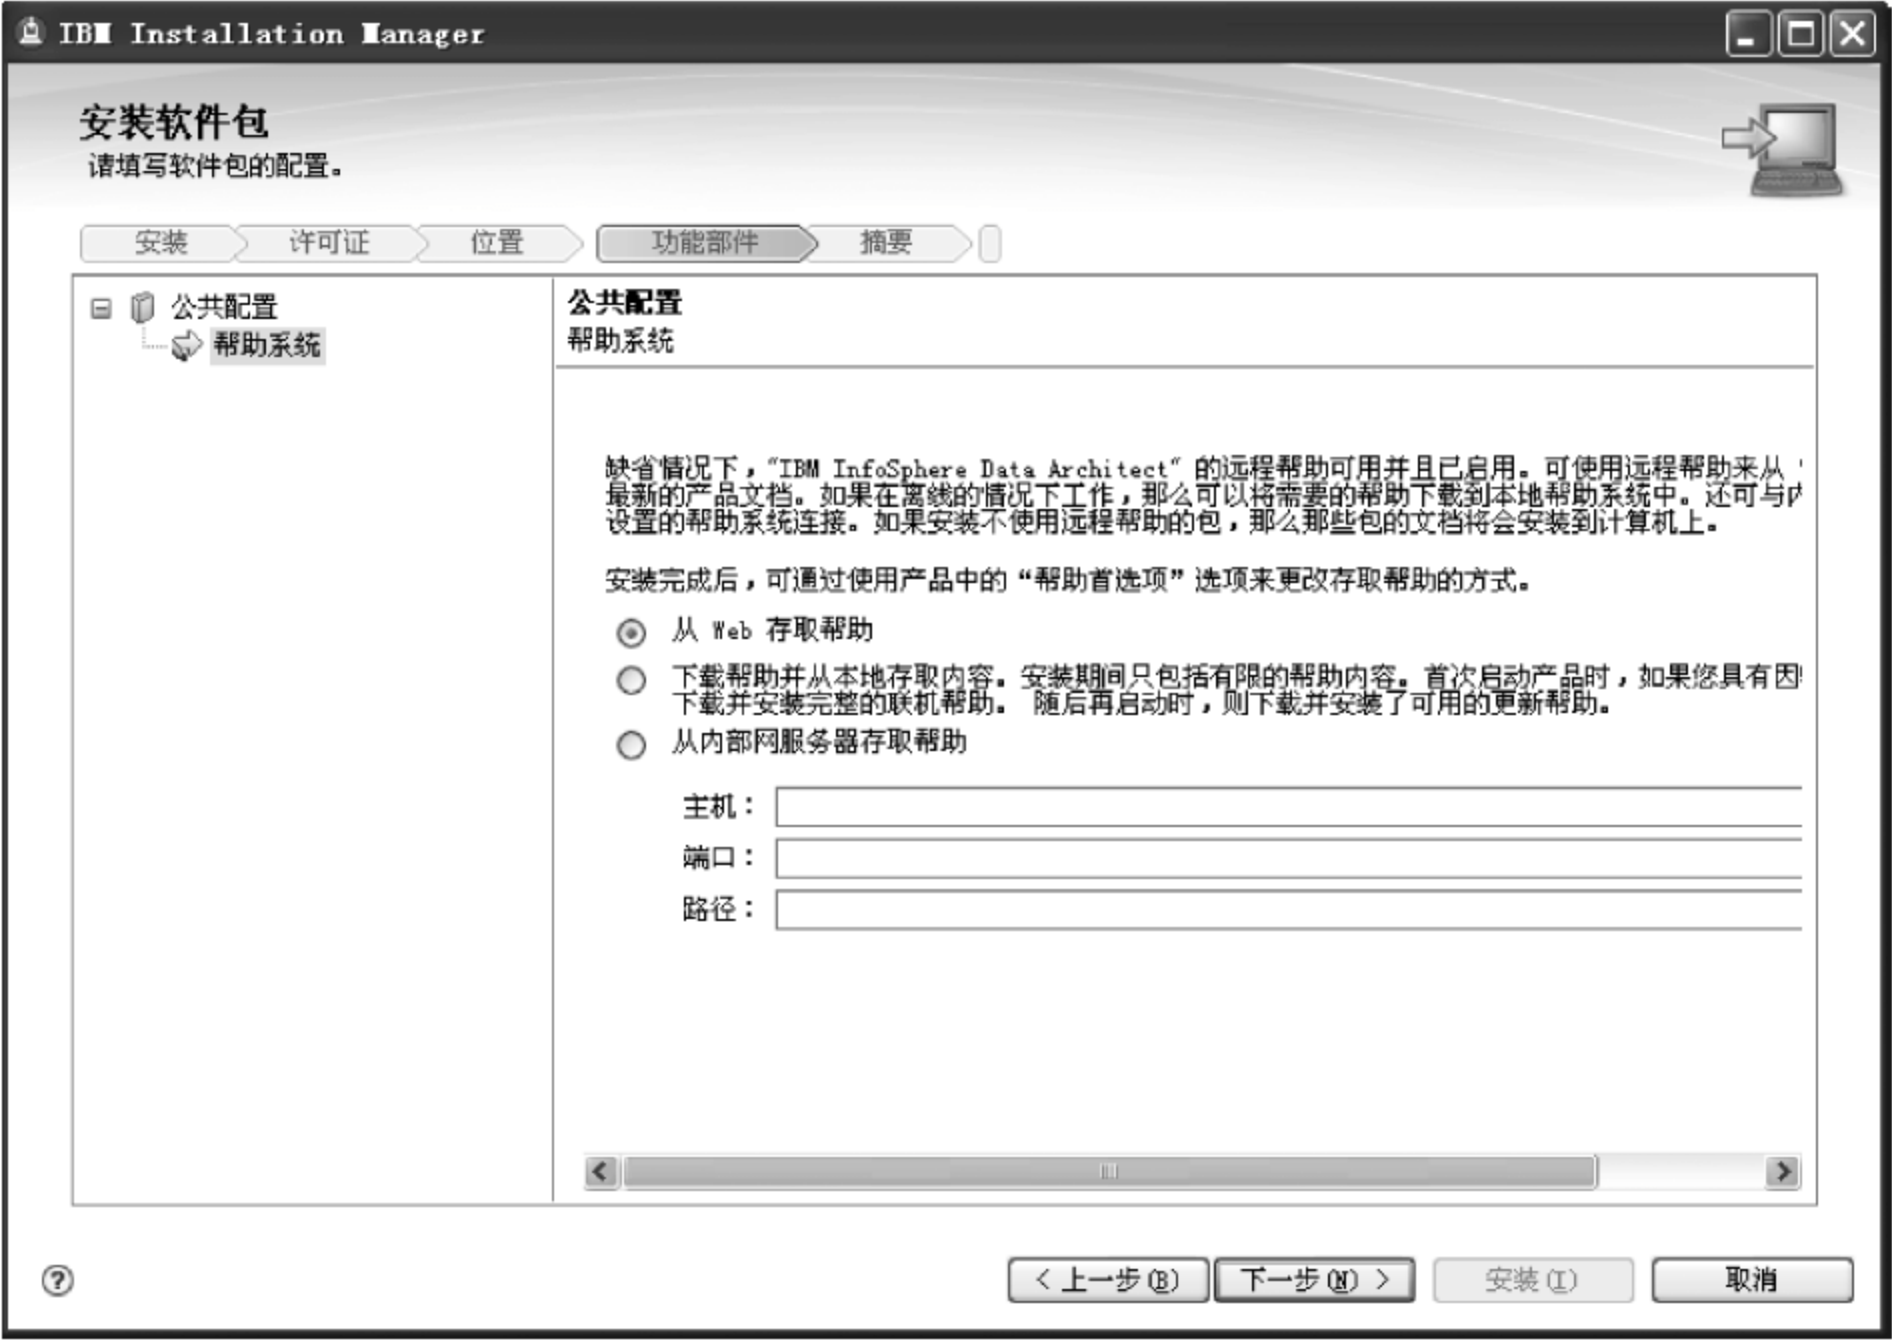 IBM Installation Manager
安装软件包
请填写软件包的配置。
安装
许可证
位置
功能部件
摘要
公共配置
帮助系统
公共配置
帮助系统
缺省情况下，"IBM InfoSphere Data Architect" 的远程帮助可用并且已启用。可使用远程帮助来从
最新的产品文档。如果在离线的情况下工作，那么可以将需要的帮助下载到本地帮助系统中。还可与内
设置的帮助系统连接。如果安装不使用远程帮助的包，那么那些包的文档将会安装到计算机上。
安装完成后，可通过使用产品中的“帮助首选项”选项来更改存取帮助的方式。
从 Web 存取帮助
下载帮助并从本地存取内容。安装期间只包括有限的帮助内容。首次启动产品时，如果您具有因
下载并安装完整的联机帮助。 随后再启动时，则下载并安装了可用的更新帮助。
从内部网服务器存取帮助
主机：
端口：
路径：
< 上一步(B)
下一步(N) >
安装(I)
取消